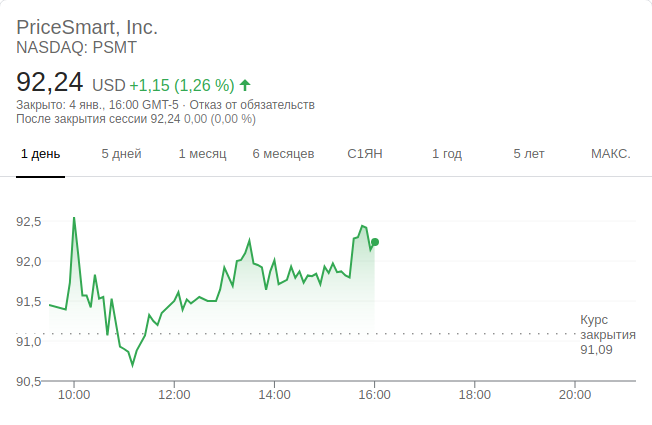 PriceSmart, Inc.
NASDAQ: PSMT
92,24 USD +1,15 (1,26 %)
Закрыто: 4 янв., 16:00 GMT-5 · Отказ от обязательств
После закрытия сессии 92,24 0,00 (0,00 %)
1 день 5 дней 1 месяц 6 месяцев С1ЯН 1 год 5 лет МАКС.
92,5
92,0
91,5
91,0
90,5
Курс
закрытия
91,09
10:00 12:00 14:00 16:00 18:00 20:00